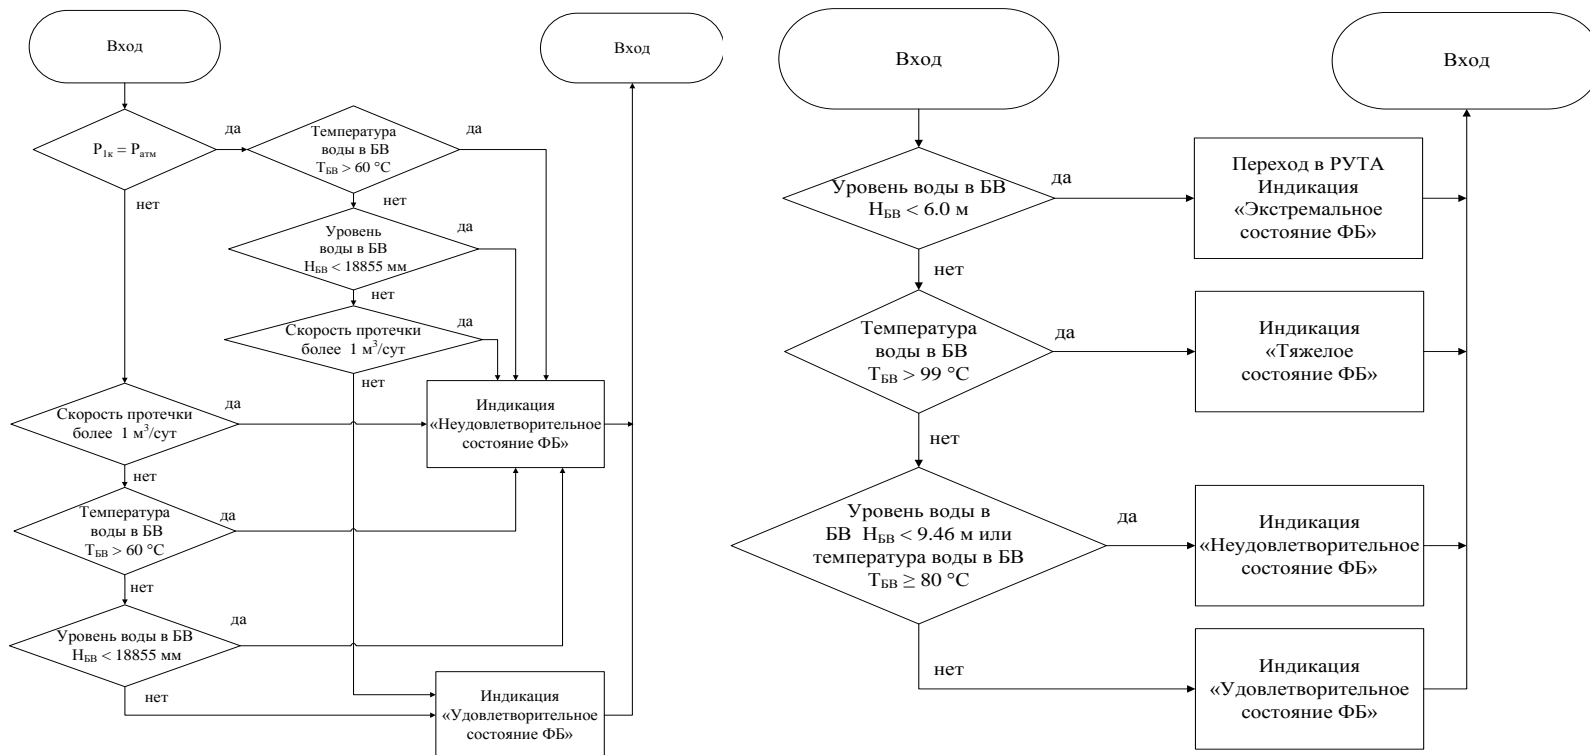 Вход
Вход
P1к = Pатм
да
Температура
воды в БВ
TБВ > 60 °C
да
нет
нет
Уровень
воды в БВ
HБВ < 18855 мм
да
нет
Скорость протечки
более 1 м³/сут
да
нет
Скорость протечки
более 1 м³/сут
да
Индикация
«Неудовлетворительное
состояние ФБ»
нет
Температура
воды в БВ
TБВ > 60 °C
да
нет
Уровень воды в БВ
HБВ < 18855 мм
да
нет
нет
Индикация
«Удовлетворительное
состояние ФБ»
Вход
Вход
Уровень воды в БВ
HБВ < 6.0 м
да
Переход в РУТА
Индикация
«Экстремальное
состояние ФБ»
нет
Температура
воды в БВ
TБВ > 99 °C
да
Индикация
«Тяжелое
состояние ФБ»
нет
Уровень воды в
БВ HБВ < 9.46 м или
температура воды в БВ
TБВ ≥ 80 °C
да
Индикация
«Неудовлетворительное
состояние ФБ»
нет
Индикация
«Удовлетворительное
состояние ФБ»